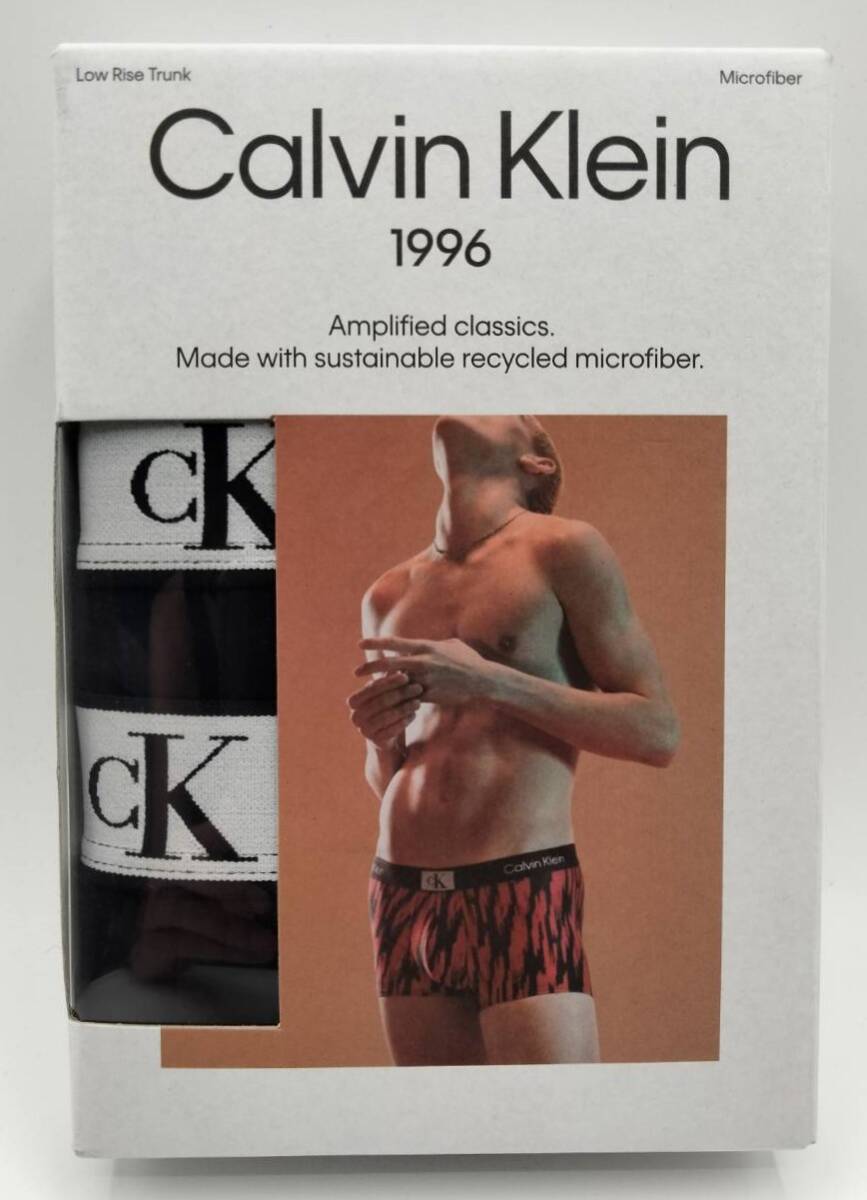 Low Rise Trunk
Microfiber
Calvin Klein
1996
Amplified classics.
Made with sustainable recycled microfiber.
CK
CK
Calvin Klein
CK